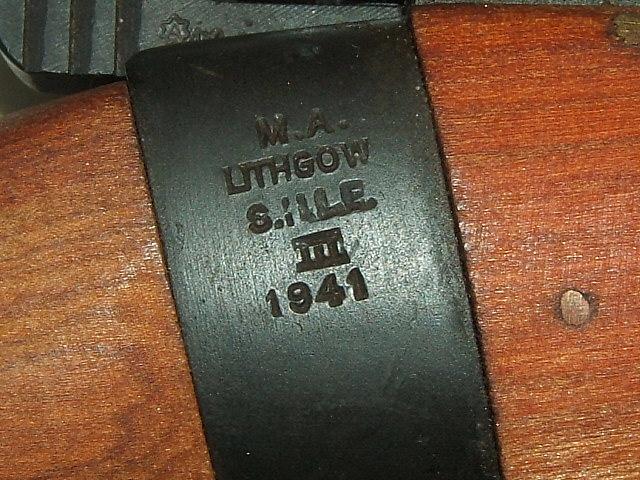 M.A.
LITHGOW
S.M.L.E.
III
1941